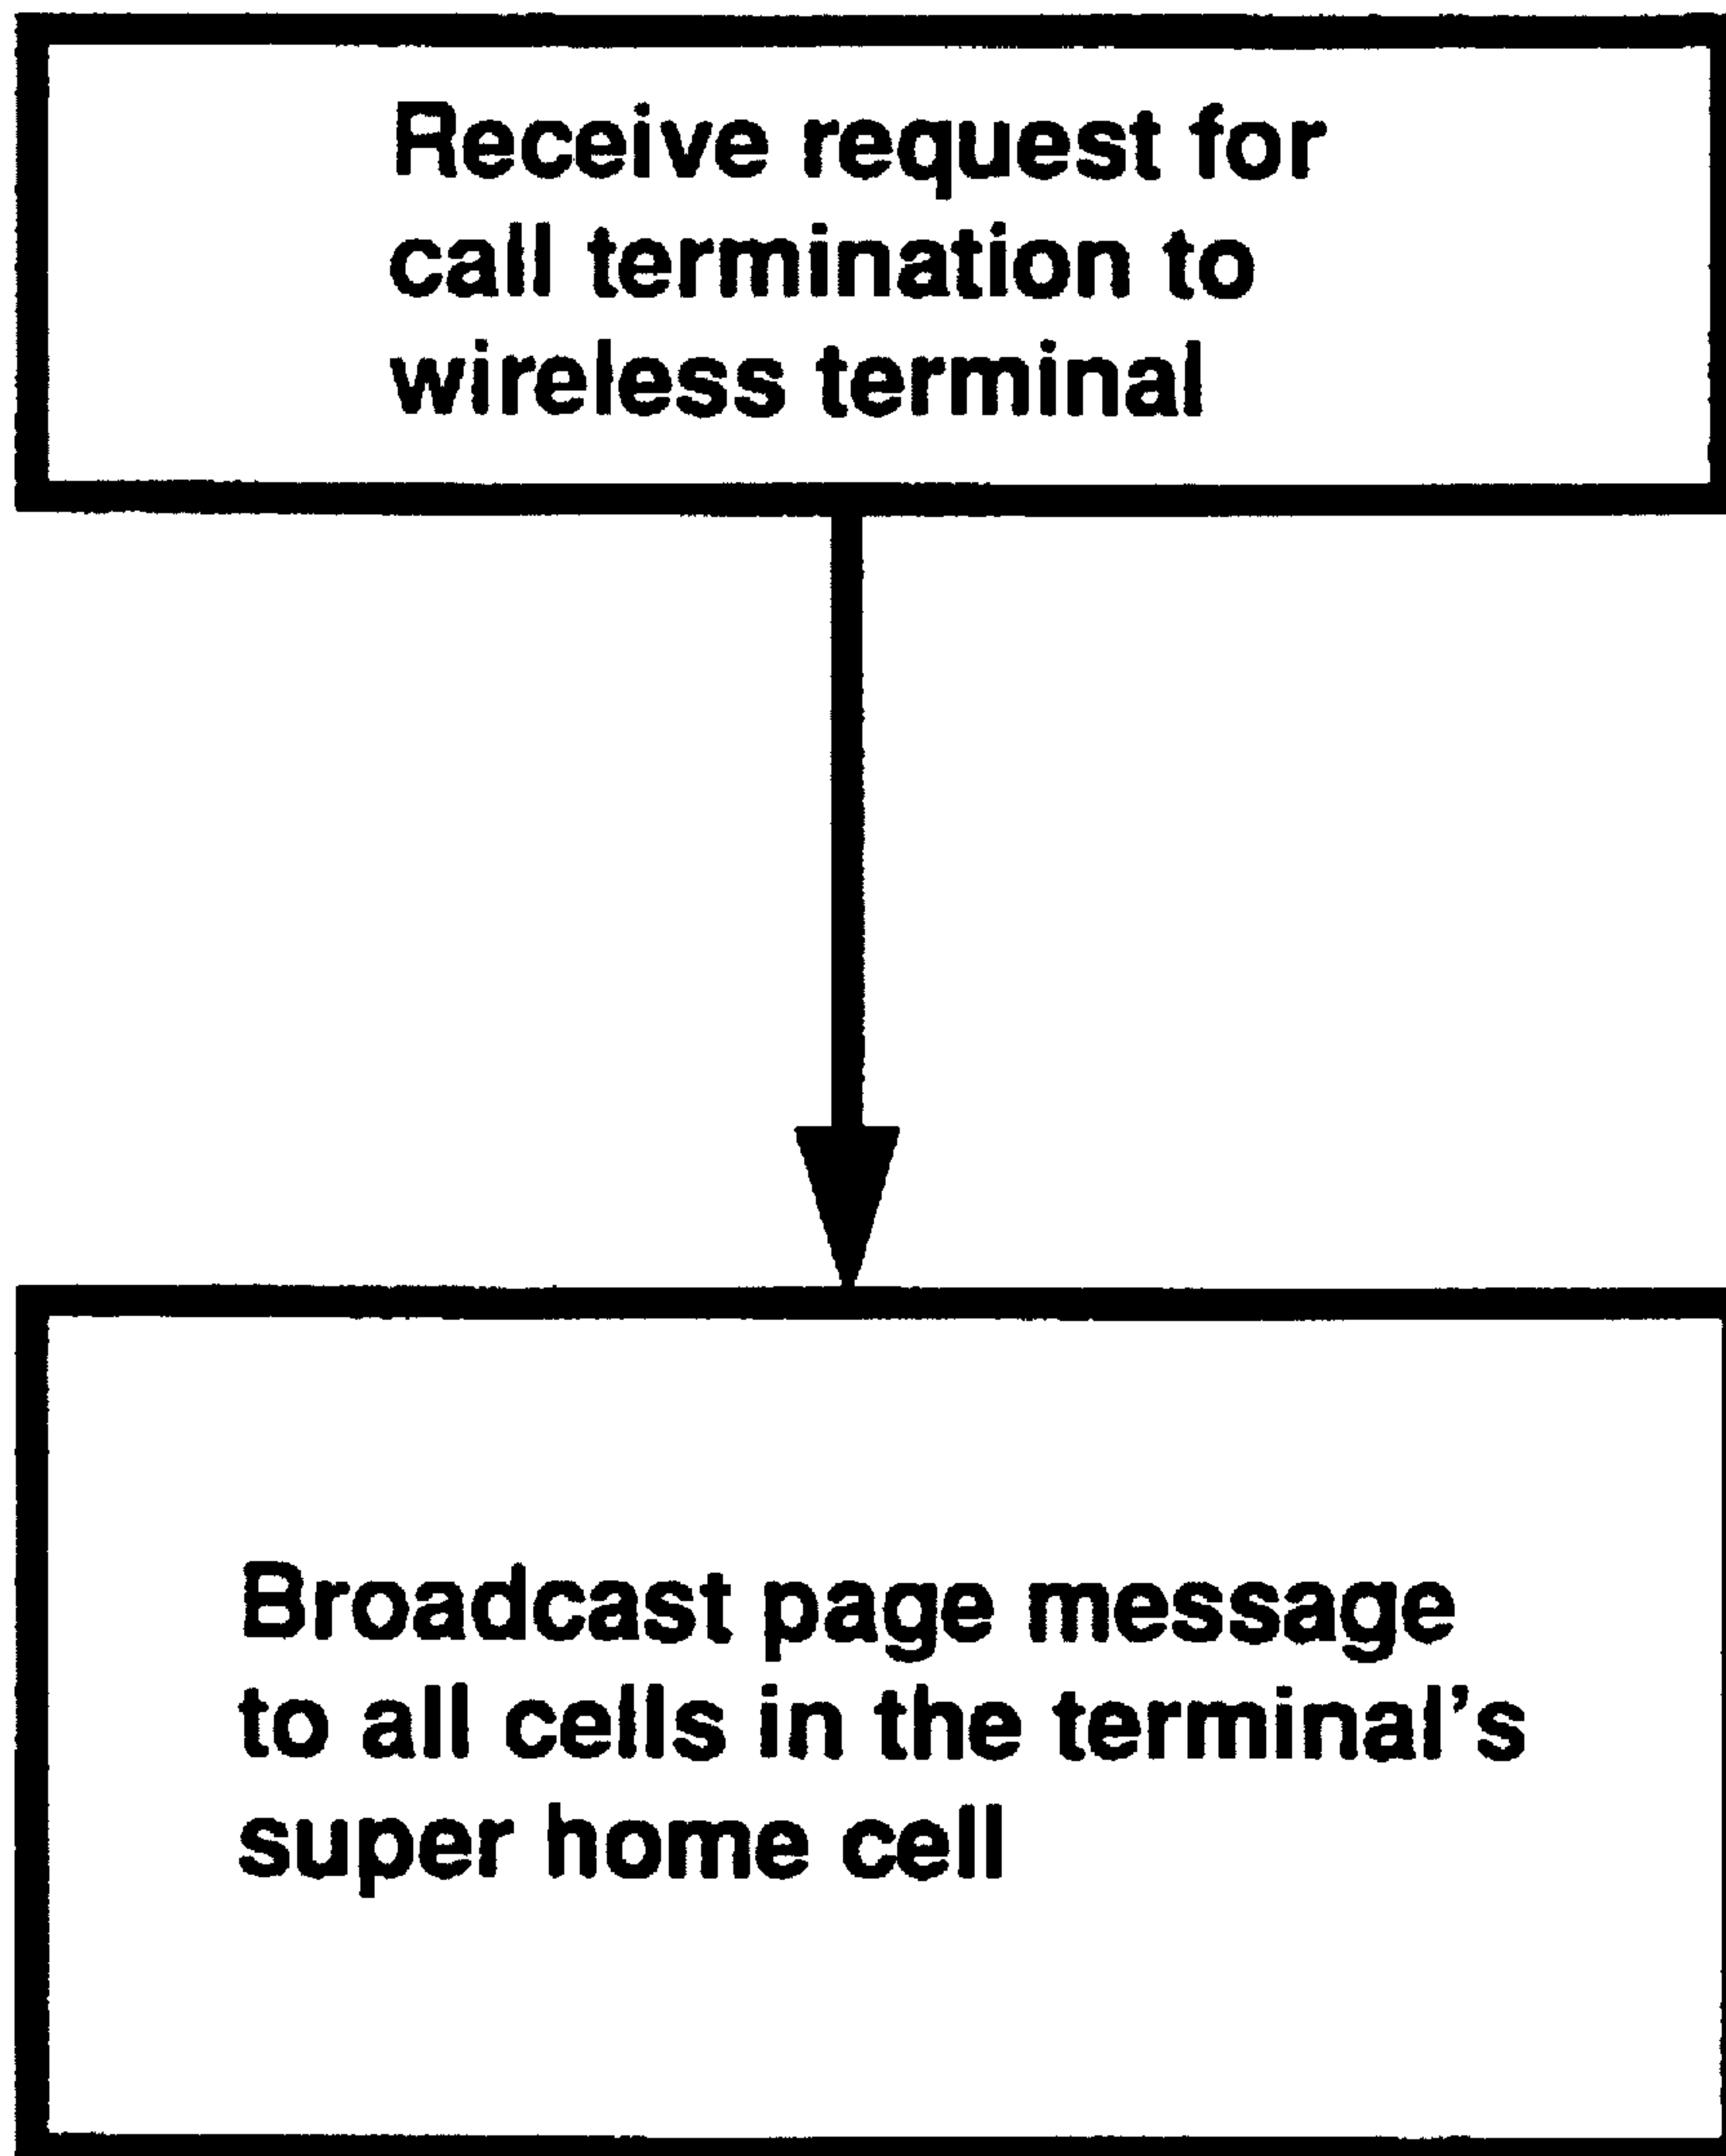 Receive request for
call termination to
wireless terminal
Broadcast page message
to all cells in the terminal's
super home cell